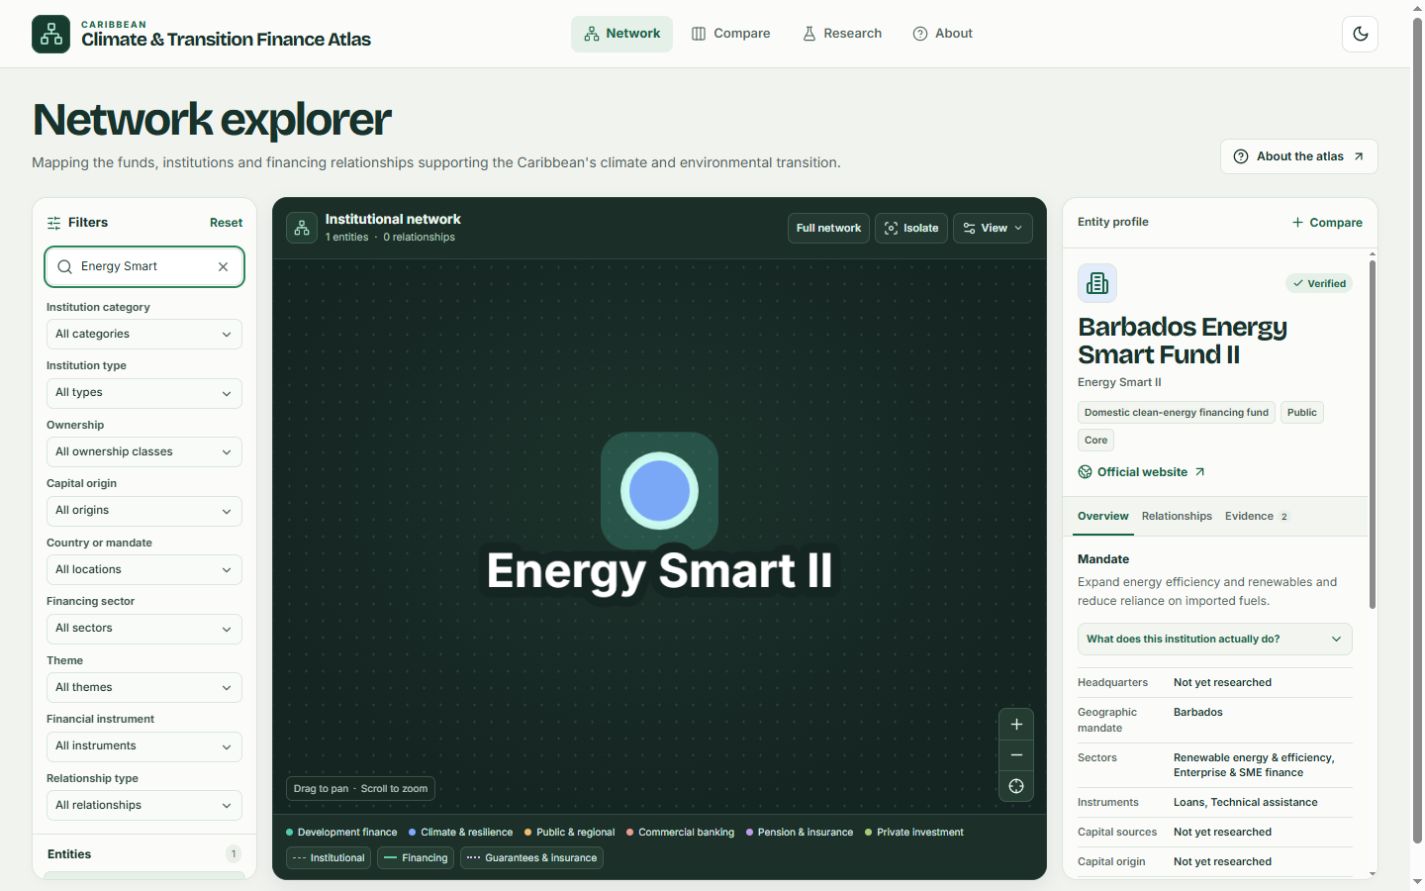 CARIBBEAN
Climate & Transition Finance Atlas
Network
Compare
Research
About
Network explorer
Mapping the funds, institutions and financing relationships supporting the Caribbean's climate and environmental transition.
About the atlas
Filters
Reset
Energy Smart
Institution category
All categories
Institution type
All types
Ownership
All ownership classes
Capital origin
All origins
Country or mandate
All locations
Financing sector
All sectors
Theme
All themes
Financial instrument
All instruments
Relationship type
All relationships
Entities
1
Institutional network
1 entities · 0 relationships
Full network
Isolate
View
Energy Smart II
Drag to pan · Scroll to zoom
Development finance
Climate & resilience
Public & regional
Commercial banking
Pension & insurance
Private investment
Institutional
Financing
Guarantees & insurance
Entity profile
Compare
Verified
Barbados Energy
Smart Fund II
Energy Smart II
Domestic clean-energy financing fund
Public
Core
Official website
Overview
Relationships
Evidence 2
Mandate
Expand energy efficiency and renewables and
reduce reliance on imported fuels.
What does this institution actually do?
Headquarters
Not yet researched
Geographic
mandate
Barbados
Sectors
Renewable energy & efficiency,
Enterprise & SME finance
Instruments
Loans, Technical assistance
Capital sources
Not yet researched
Capital origin
Not yet researched